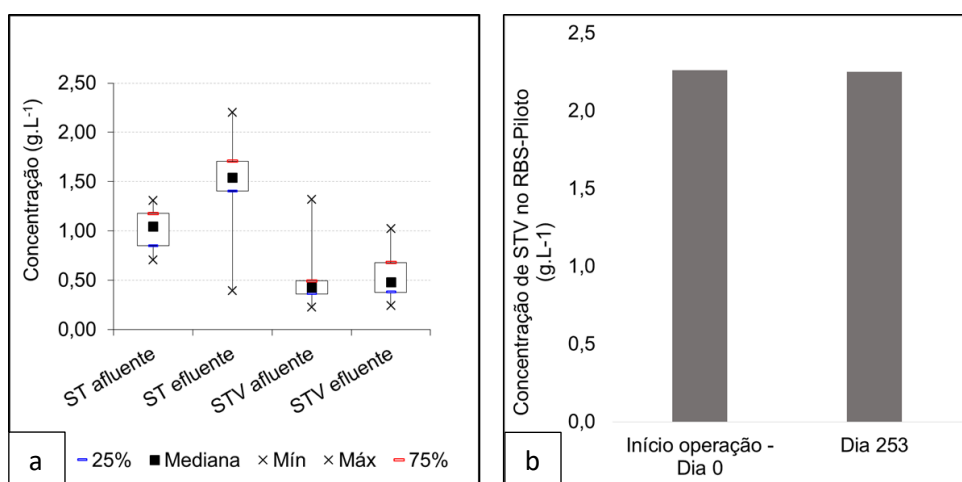 Concentração (g.L-1)
2,50
2,00
1,50
1,00
0,50
0,00
ST afluente
ST efluente
STV afluente
STV efluente
a
25%
Mediana
Mín
Máx
75%
Concentração de STV no RBS-Piloto
(g.L-1)
2,5
2,0
1,5
1,0
0,5
0,0
Início operação -
Dia 0
Dia 253
b